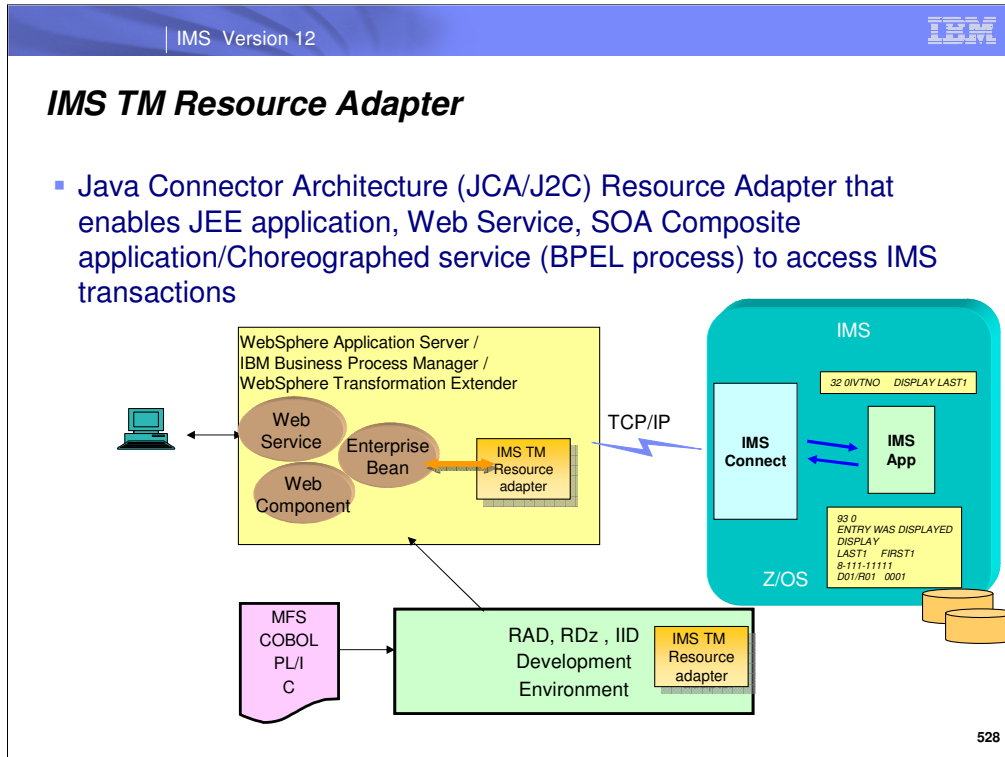 IMS Version 12
IBM
IMS TM Resource Adapter
Java Connector Architecture (JCA/J2C) Resource Adapter that
enables JEE application, Web Service, SOA Composite
application/Choreographed service (BPEL process) to access IMS
transactions
WebSphere Application Server /
IBM Business Process Manager /
WebSphere Transformation Extender
Web
Service
Enterprise
Bean
Web
Component
IMS TM
Resource
adapter
TCP/IP
IMS
32 0IVTNO DISPLAY LAST1
IMS
Connect
IMS
App
93 0
ENTRY WAS DISPLAYED
DISPLAY
LAST1 FIRST1
8-111-11111
D01/R01 0001
Z/OS
MFS
COBOL
PL/I
C
RAD, RDz , IID
Development
Environment
IMS TM
Resource
adapter
528